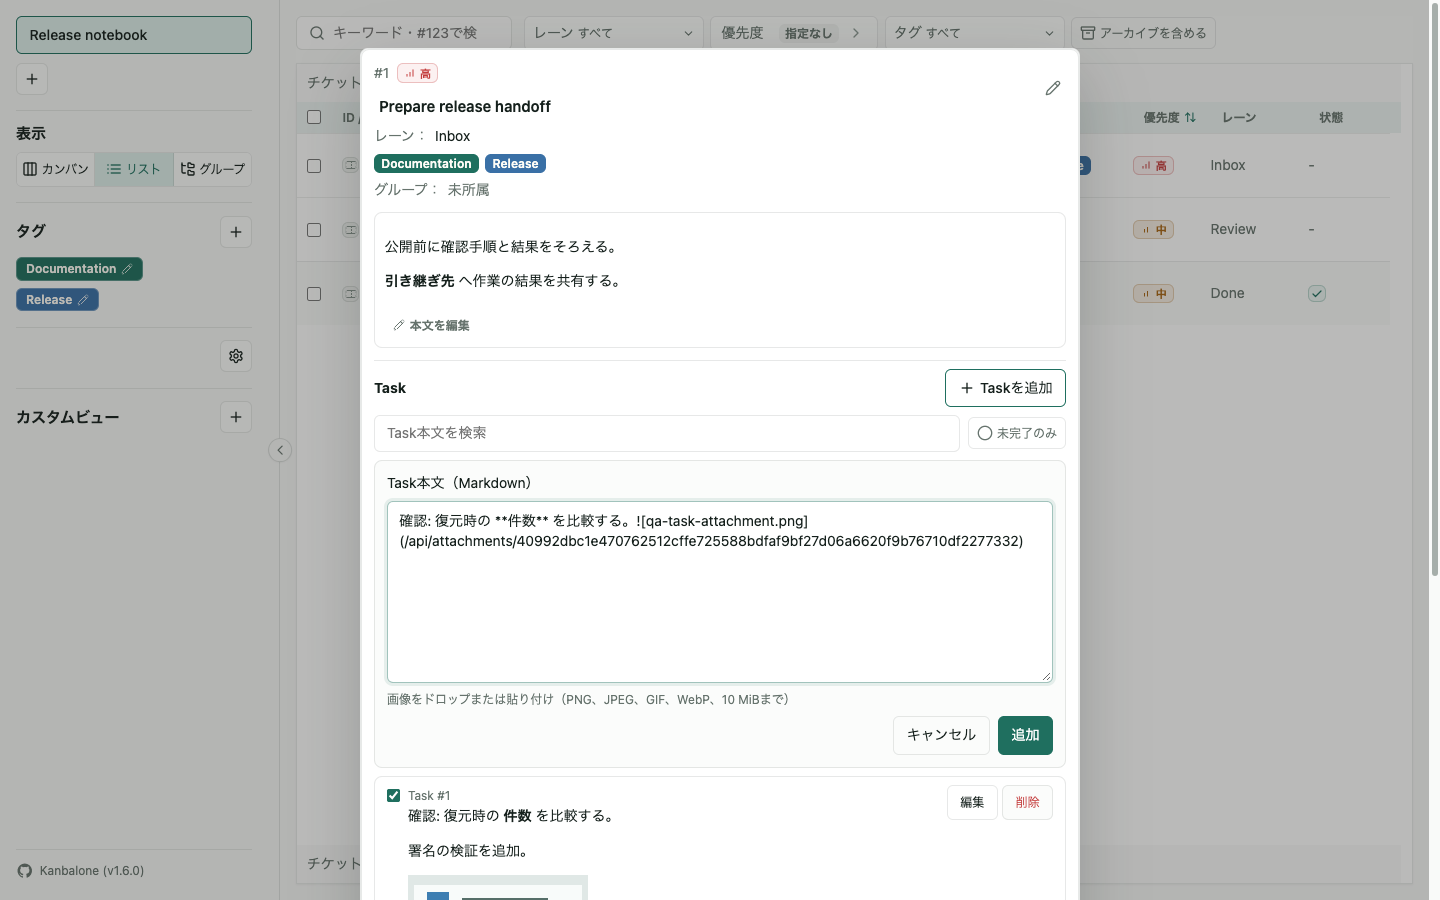 Release notebook
表示
カンバン
リスト
グループ
タグ
Documentation
Release
カスタムビュー
Kanbalone (v1.6.0)
キーワード・#123で検
レーン すべて
優先度 指定なし
タグ すべて
アーカイブを含める
チケット
ID
優先度
レーン
状態
高
Inbox
-
中
Review
-
中
Done
チケット
#1 高
Prepare release handoff
レーン： Inbox
Documentation Release
グループ： 未所属
公開前に確認手順と結果をそろえる。
引き継ぎ先 へ作業の結果を共有する。
本文を編集
Task
Taskを追加
Task本文を検索
未完了のみ
Task本文（Markdown）
確認: 復元時の **件数** を比較する。![qa-task-attachment.png]
(/api/attachments/40992dbc1e470762512cffe725588bdfaf9bf27d06a6620f9b76710df2277332)
画像をドロップまたは貼り付け（PNG、JPEG、GIF、WebP、10 MiBまで）
キャンセル
追加
Task #1
編集
削除
確認: 復元時の 件数 を比較する。
署名の検証を追加。